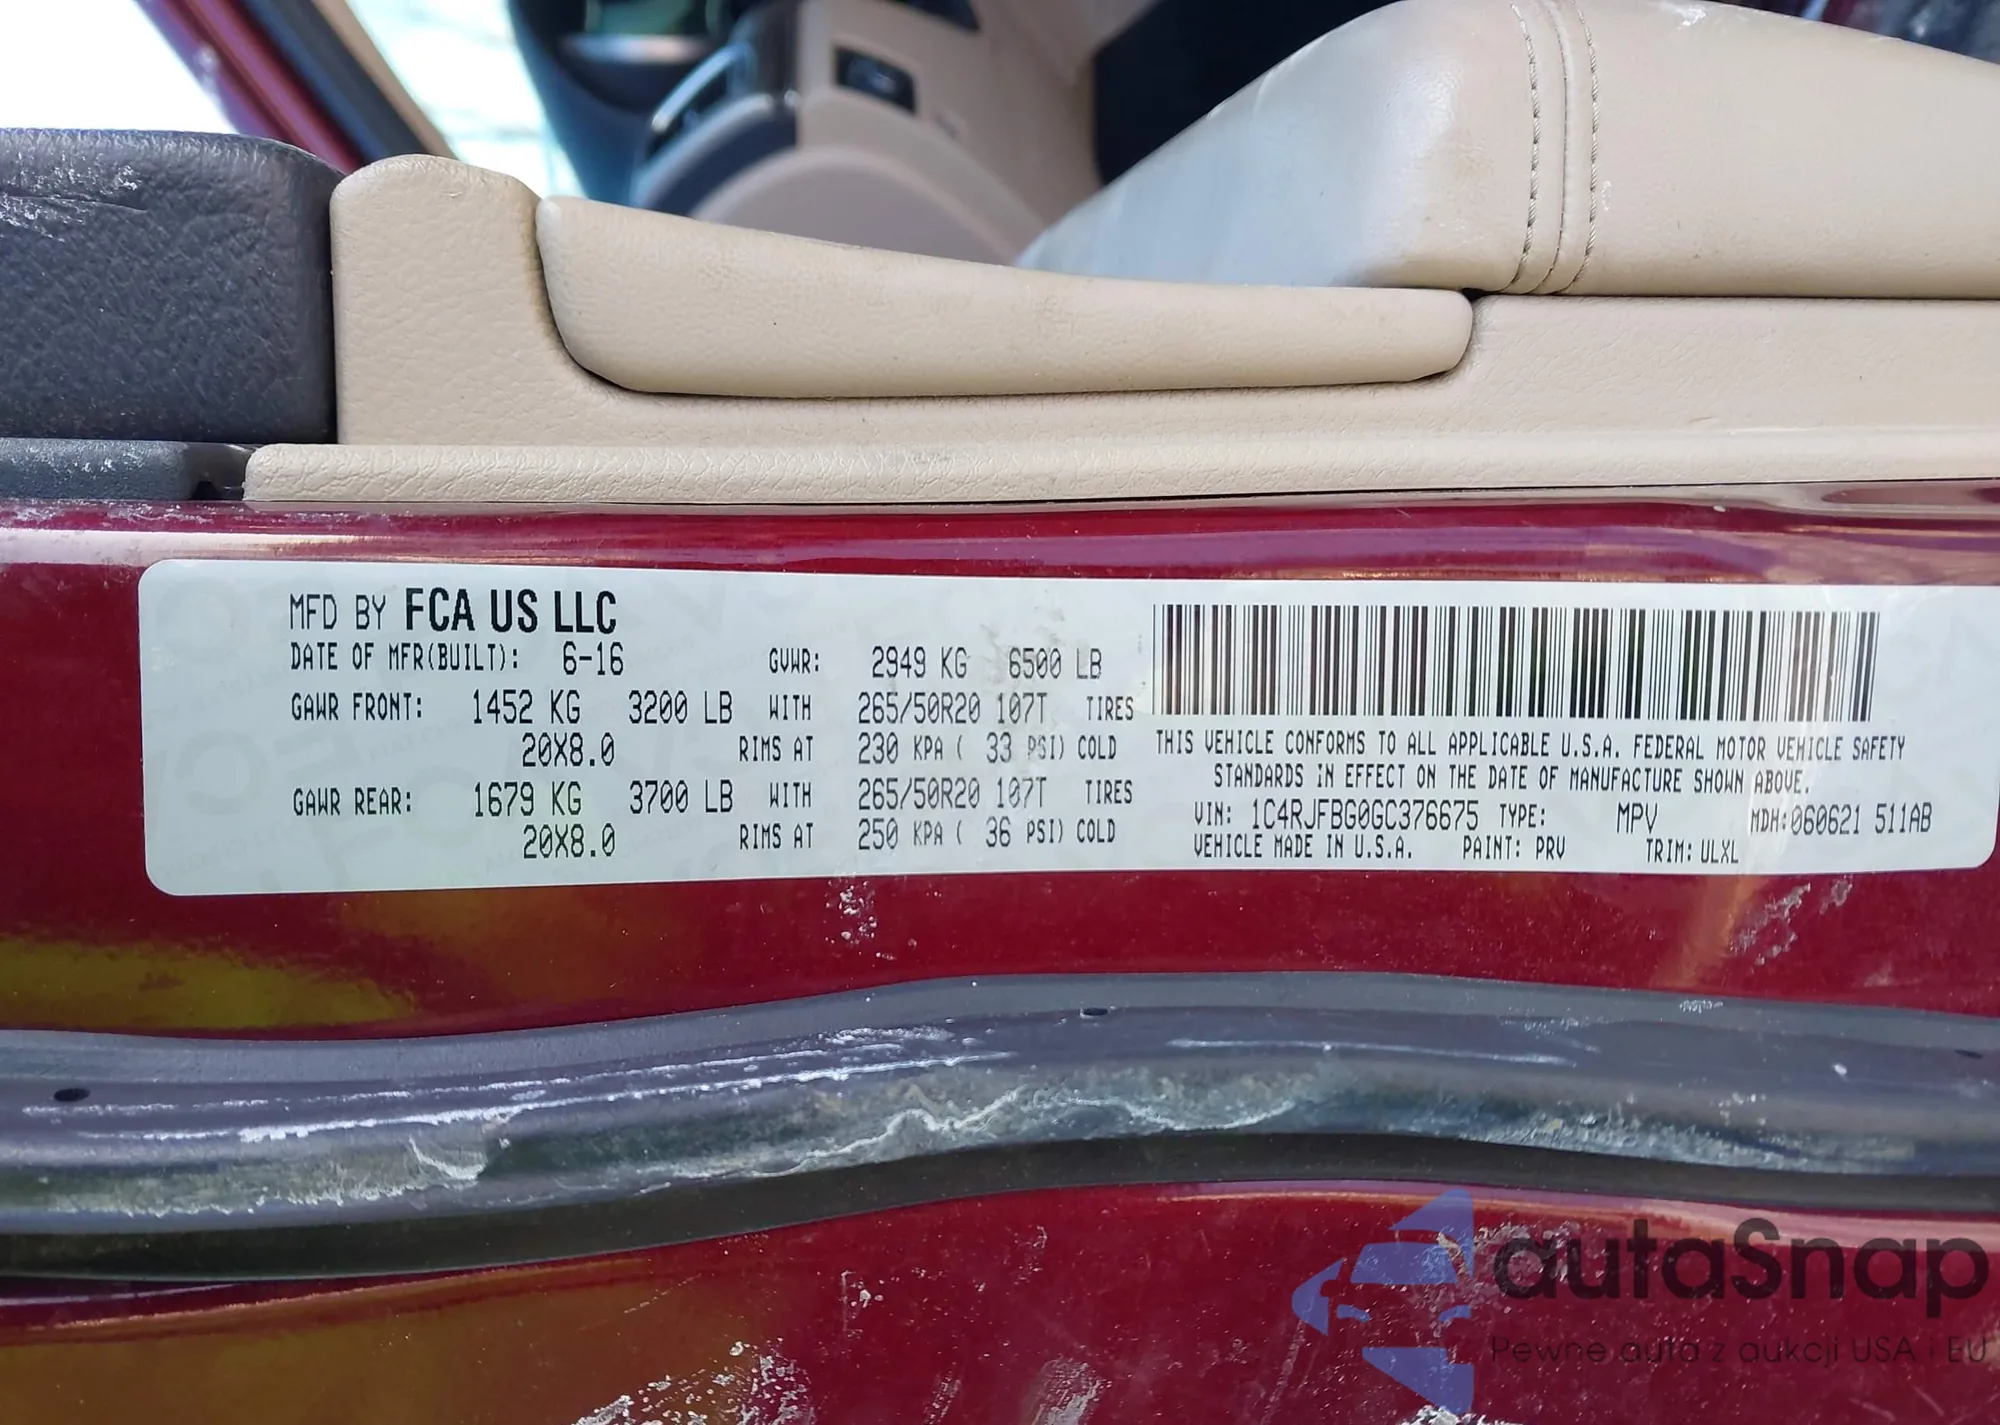 MFD BY FCA US LLC
DATE OF MFR(BUILT): 6-16 GVWR: 2949 KG 6500 LB
GAWR FRONT: 1452 KG 3200 LB WITH 265/50R20 107T TIRES
20X8.0 RIMS AT 230 KPA ( 33 PSI) COLD
GAWR REAR: 1679 KG 3700 LB WITH 265/50R20 107T TIRES
20X8.0 RIMS AT 250 KPA ( 36 PSI) COLD
THIS VEHICLE CONFORMS TO ALL APPLICABLE U.S.A. FEDERAL MOTOR VEHICLE SAFETY
STANDARDS IN EFFECT ON THE DATE OF MANUFACTURE SHOWN ABOVE.
VIN: 1C4RJFBG0GC376675 TYPE: MPV MDH:060621 511AB
VEHICLE MADE IN U.S.A. PAINT: PRV TRIM: ULXL
autaSnap
Pewne auta z aukcji USA i EU